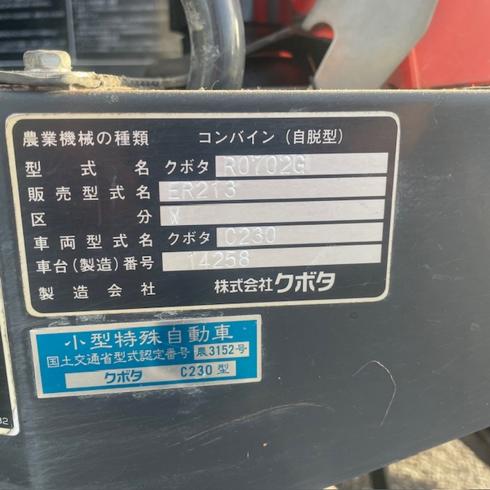 農業機械の種類 コンバイン(自脱型)
型式名 クボタ R0702G
販売型式名 ER213
区分 W
車両型式名 クボタ C230
車台(製造)番号 14258
製造会社 株式会社クボタ
小型特殊自動車
国土交通省型式認定番号 農3152号
クボタ C230型